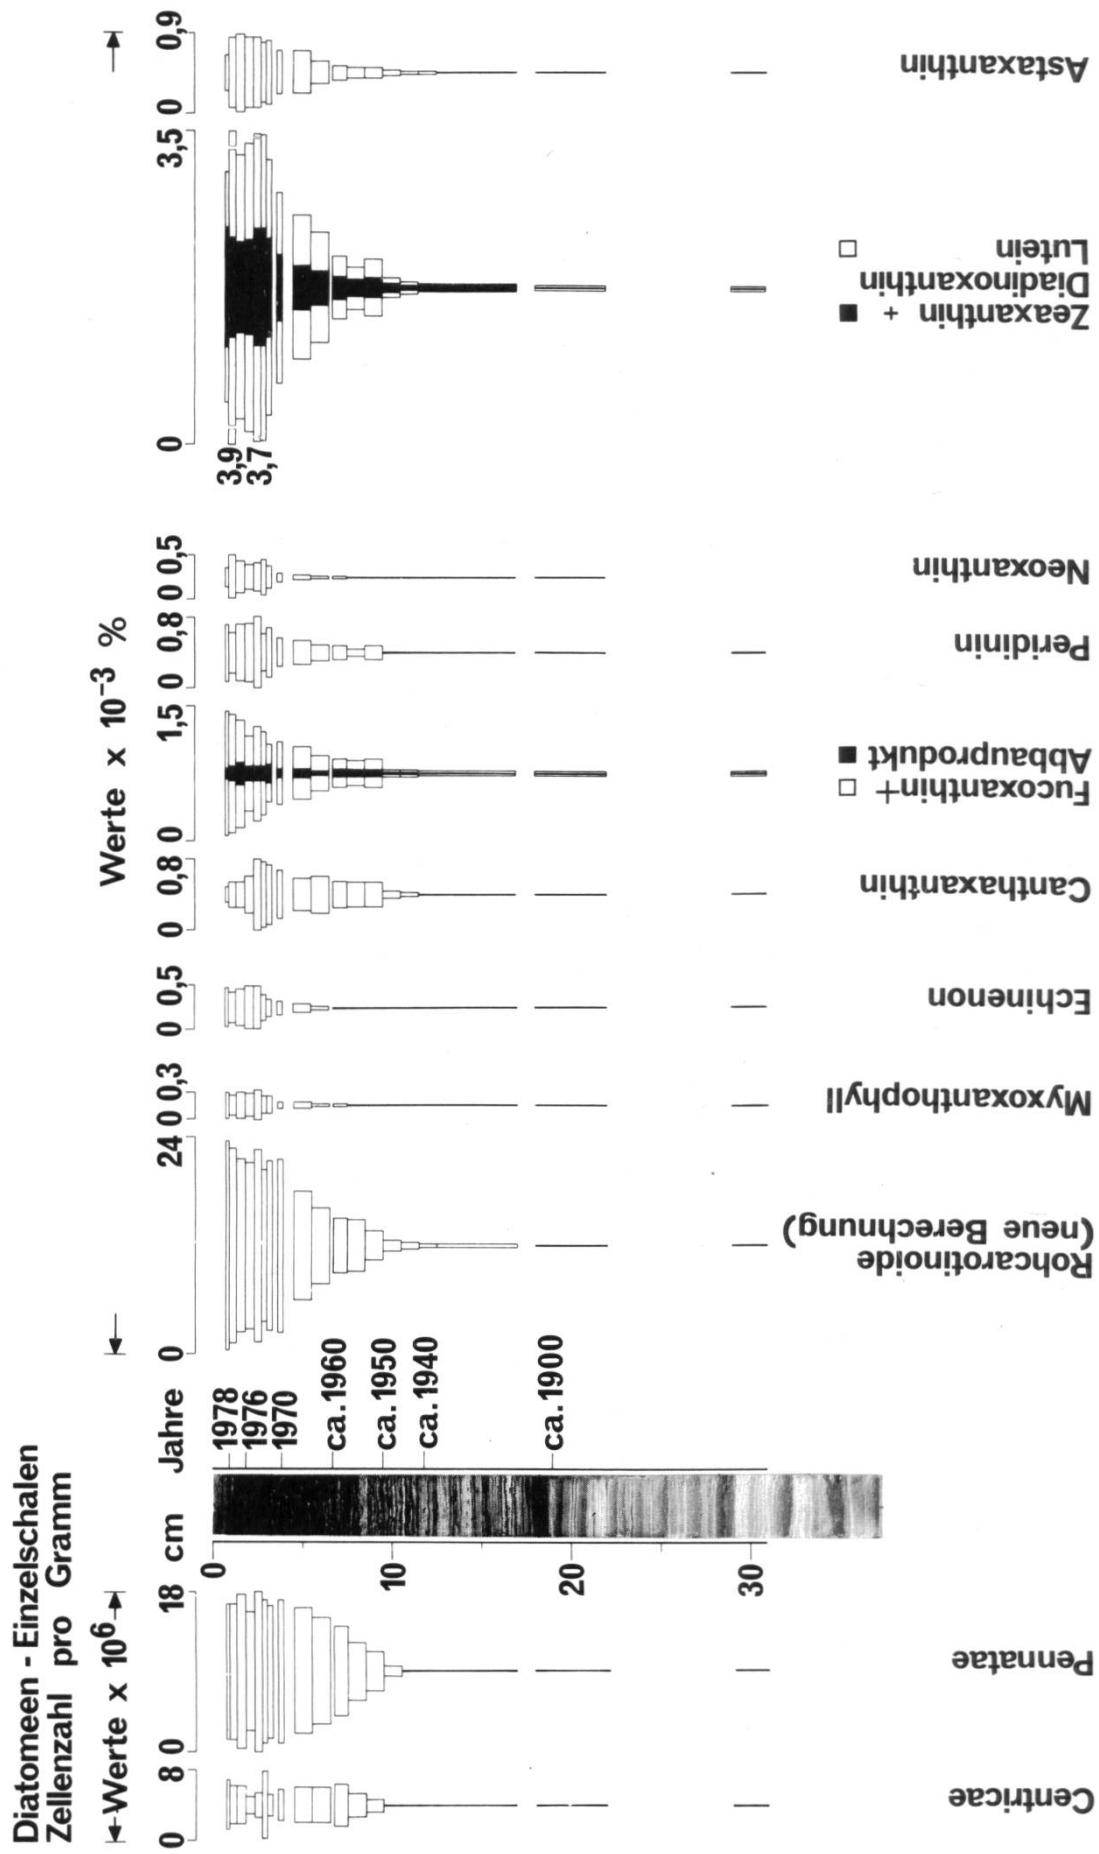 Diatomeen - Einzelschalen
Zellenzahl pro Gramm
Werte x 10⁶
Werte x 10⁻³ %
0 8
0 18
cm
Jahre
0 24
0 0,3
0 0,5
0 0,8
0 1,5
0 0,8
0 0,5
0 3,5
0 0,9
0
10
20
30
1978
1976
1970
ca.1960
ca.1950
ca.1940
ca.1900
3,9
3,7
Centricae
Pennatae
Rohcarotinoide
(neue Berechnung)
Myxoxanthophyll
Echinenon
Canthaxanthin
Fucoxanthin+ □
Abbauprodukt ■
Peridinin
Neoxanthin
Zeaxanthin + ■
Diadinoxanthin
Lutein □
Astaxanthin